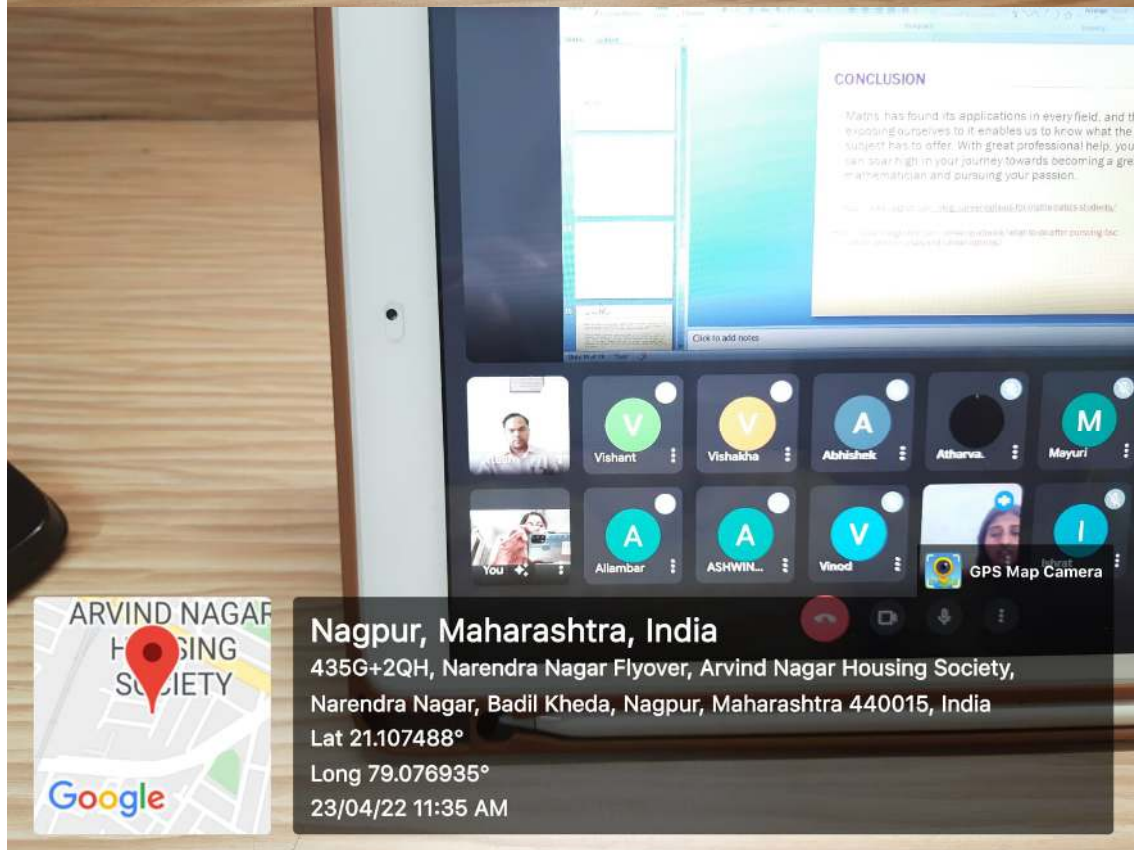 CONCLUSION
Maths has found its applications in every field, and th
exposing ourselves to it enables us to know what the
subject has to offer. With great professional help, you
can soar high in your journey towards becoming a gre
mathematician and pursuing your passion.
Click to add notes
V
V
A
M
Vishant
Vishakha
Abhishek
Atharva.
Mayuri
A
A
V
I
You
Allambar
ASHWIN...
Vinod
GPS Map Camera
ARVIND NAGAR
HOUSING
SOCIETY
Google
Nagpur, Maharashtra, India
435G+2QH, Narendra Nagar Flyover, Arvind Nagar Housing Society,
Narendra Nagar, Badil Kheda, Nagpur, Maharashtra 440015, India
Lat 21.107488°
Long 79.076935°
23/04/22 11:35 AM